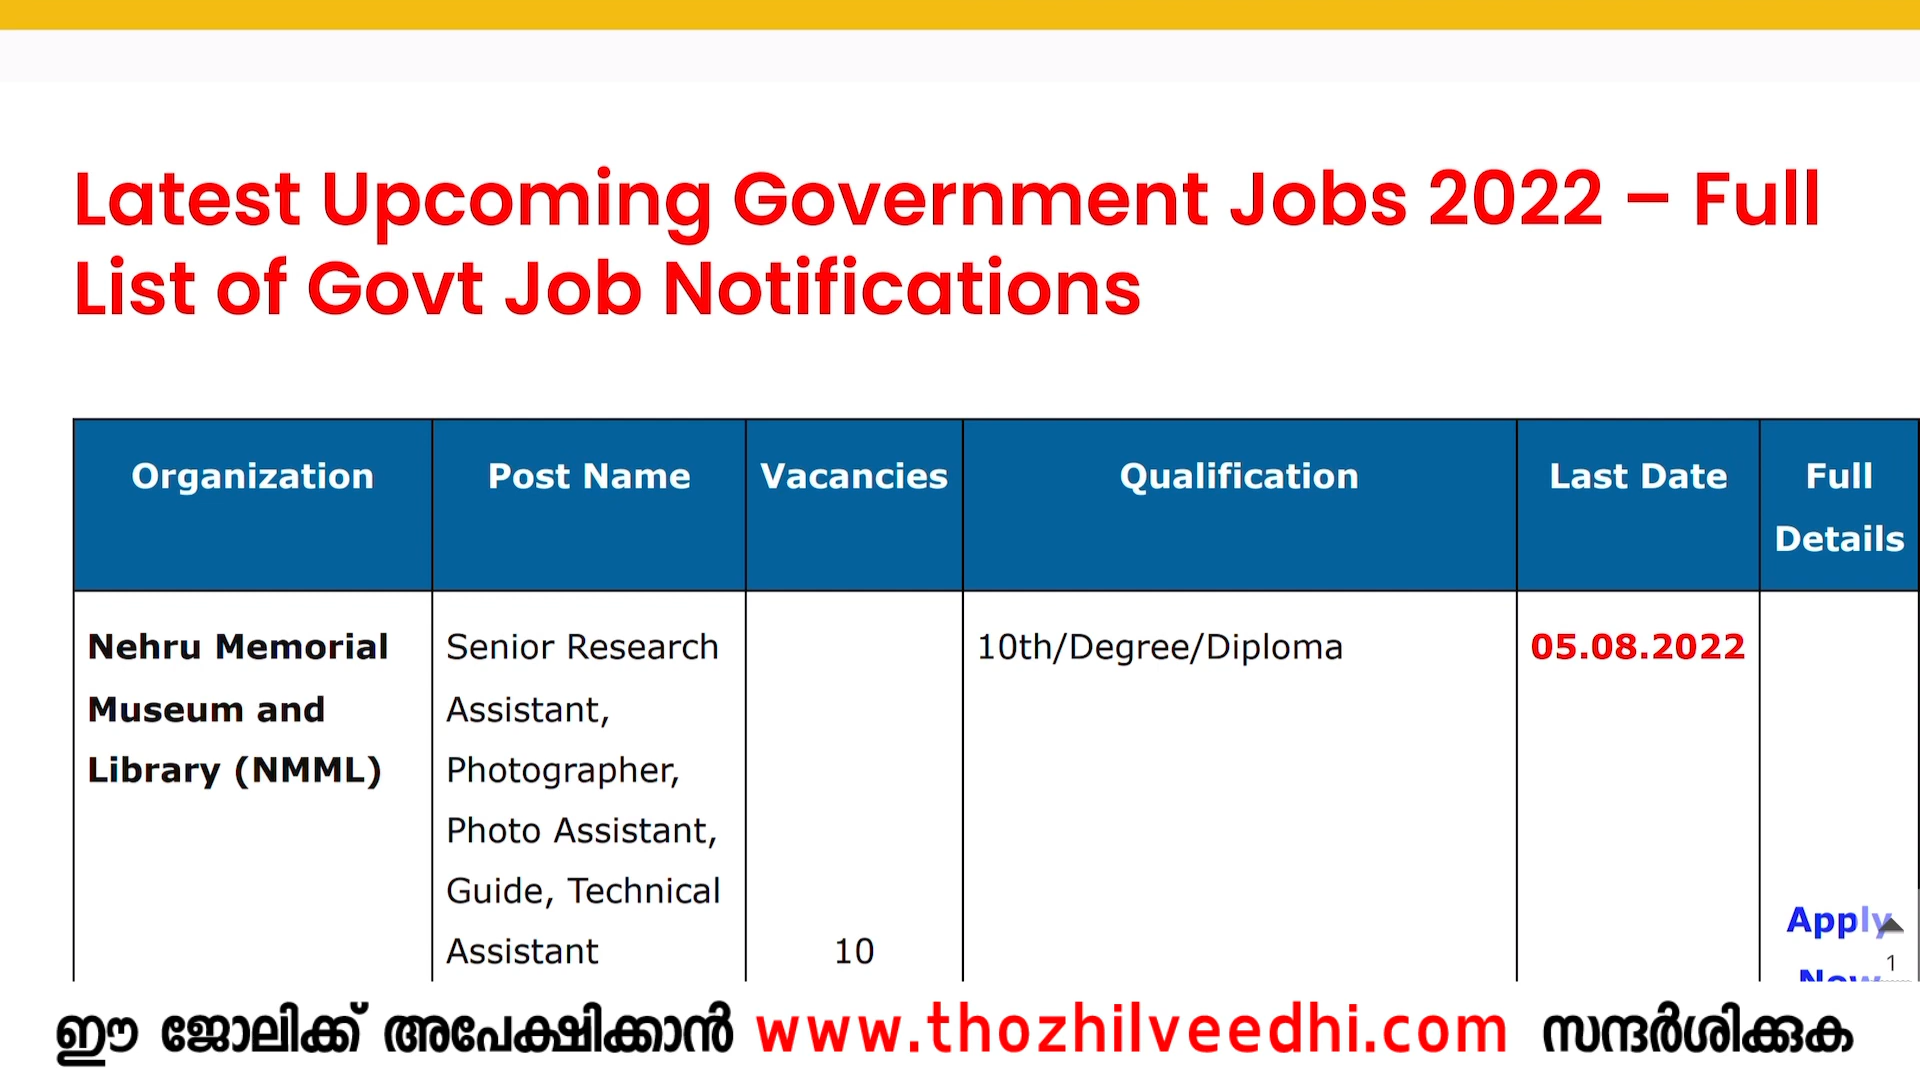 Latest Upcoming Government Jobs 2022 – Full
List of Govt Job Notifications
Organization Post Name Vacancies Qualification Last Date Full
Details
Nehru Memorial Senior Research 10th/Degree/Diploma 05.08.2022
Museum and Assistant,
Library (NMML) Photographer,
Photo Assistant,
Guide, Technical
Apply
Assistant 10
1
Now
ഈ ജോലിക്ക് അപേക്ഷിക്കാൻ www.thozhilveedhi.com സന്ദർശിക്കുക